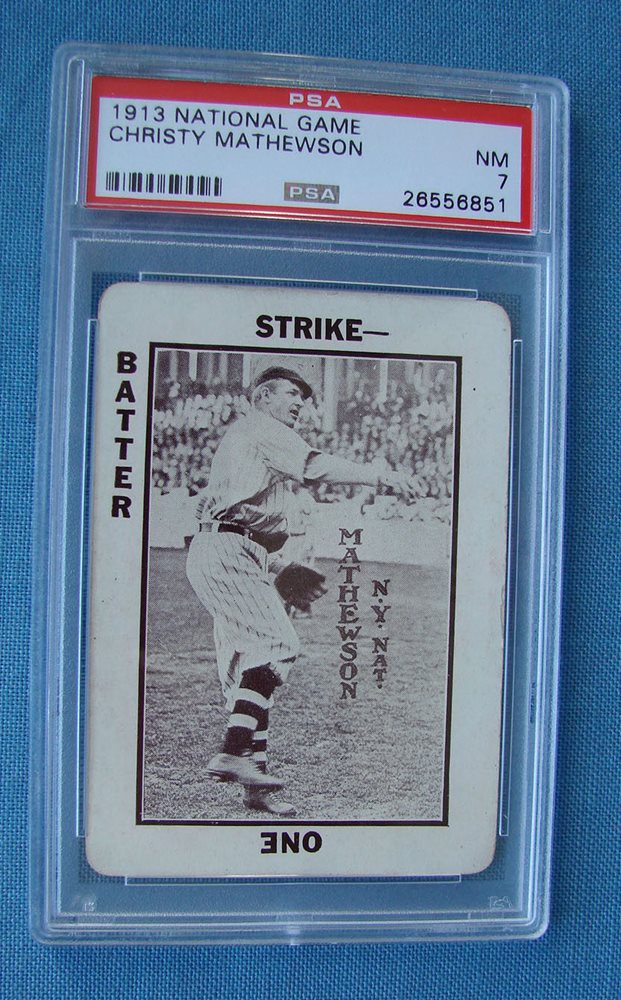 PSA
1913 NATIONAL GAME
CHRISTY MATHEWSON
NM
7
PSA
26556851
STRIKE—
BATTER
MATHEWSON
N.Y. NAT.
ONE